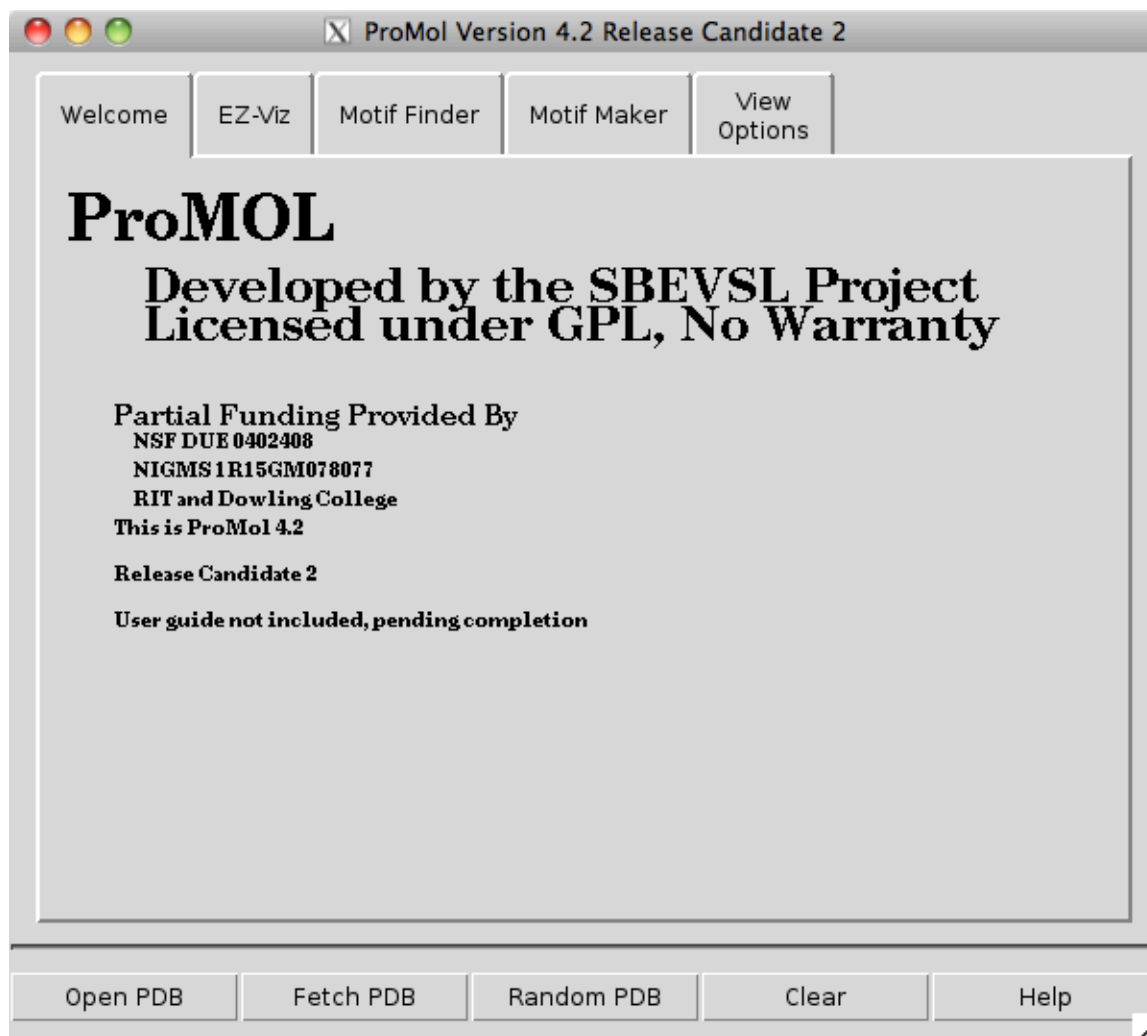 X ProMol Version 4.2 Release Candidate 2
Welcome EZ-Viz Motif Finder Motif Maker View Options
ProMOL
Developed by the SBEVSL Project
Licensed under GPL, No Warranty
Partial Funding Provided By
NSF DUE 0402408
NIGMS 1R15GM078077
RIT and Dowling College
This is ProMol 4.2
Release Candidate 2
User guide not included, pending completion
Open PDB Fetch PDB Random PDB Clear Help